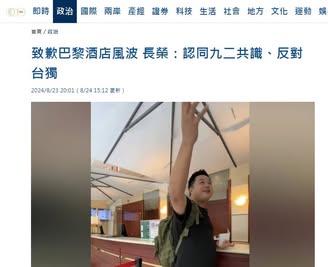 即時 政治 國際 兩岸 產經 證券 科技 生活 社會 地方 文化 運動 娛
首頁 / 政治
致歉巴黎酒店風波 長榮：認同九二共識、反對
台獨
2024/8/23 20:01（8/24 15:12 更新）